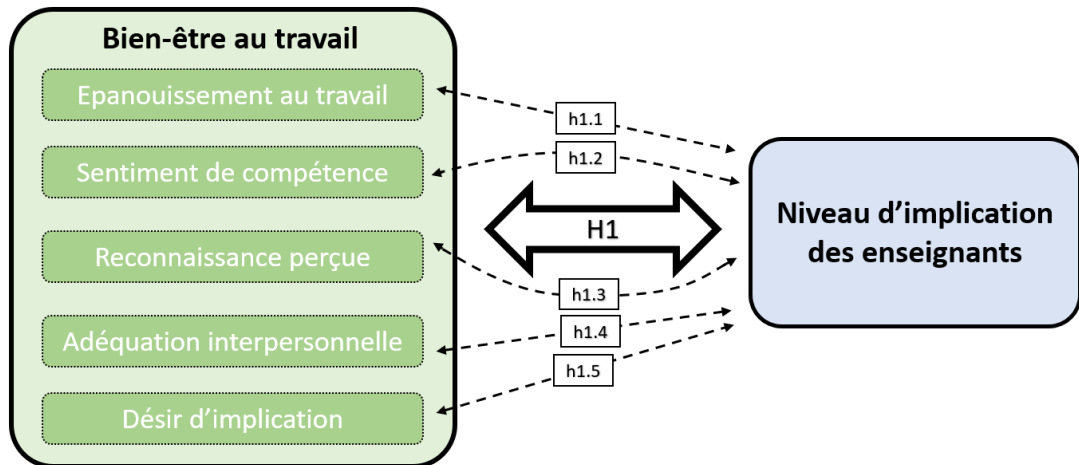 Bien-être au travail
Epanouissement au travail
h1.1
Sentiment de compétence
h1.2
Niveau d’implication
des enseignants
H1
Reconnaissance perçue
h1.3
Adéquation interpersonnelle
h1.4
h1.5
Désir d’implication